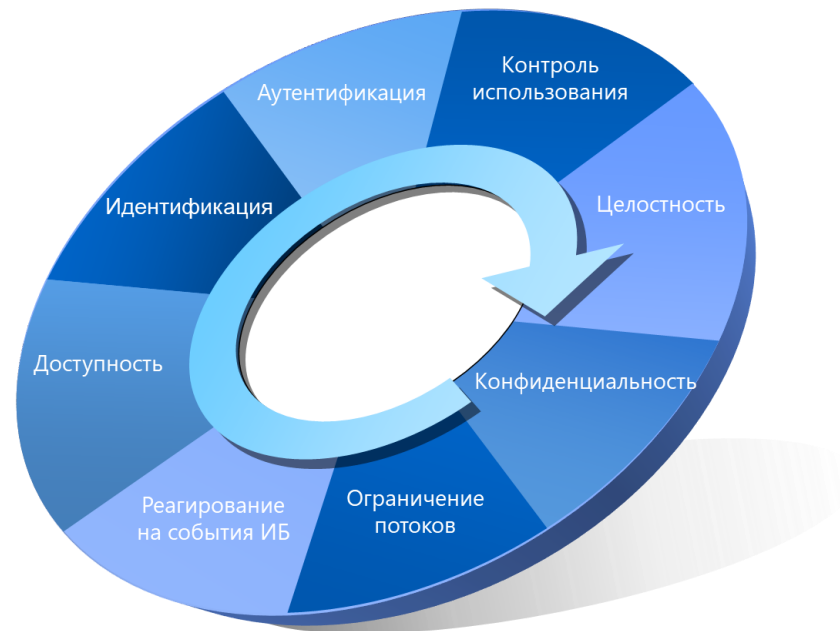 Контроль
использования
Аутентификация
Идентификация
Целостность
Доступность
Конфиденциальность
Реагирование
на события ИБ
Ограничение
потоков